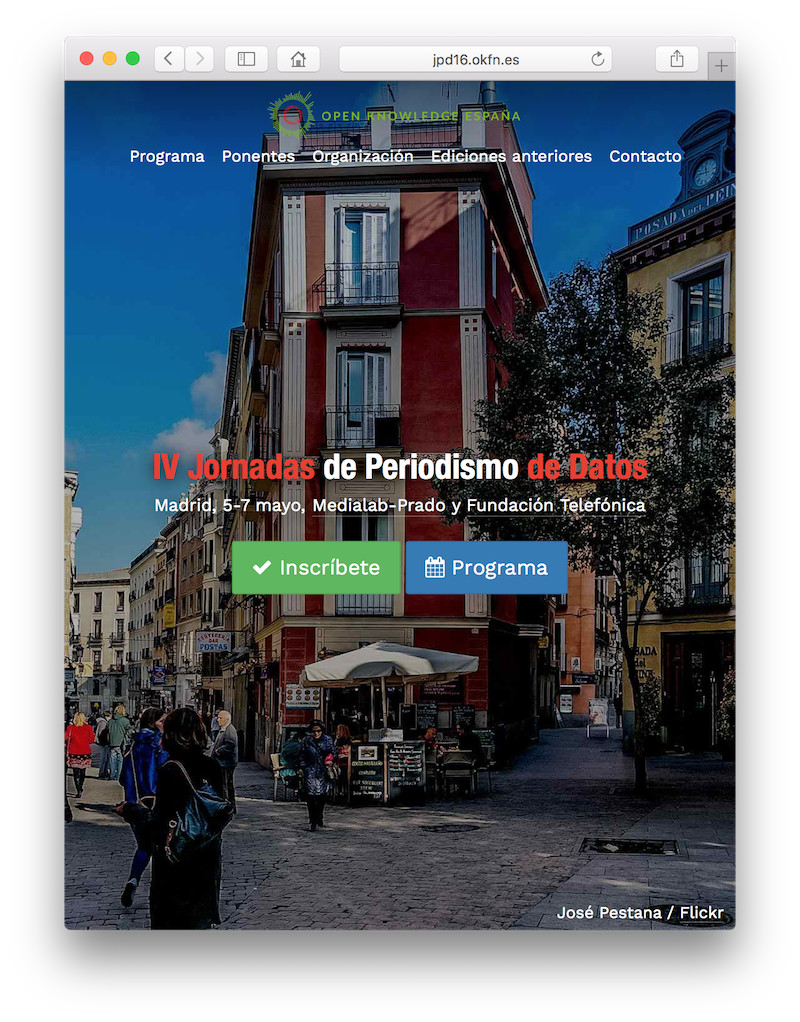 jpd16.okfn.es
OPEN KNOWLEDGE ESPAÑA
Programa Ponentes Organización Ediciones anteriores Contacto
POSADA DEL PEINE
IV Jornadas de Periodismo de Datos
Madrid, 5-7 mayo, Medialab-Prado y Fundación Telefónica
Inscríbete Programa
POSTAS
José Pestana / Flickr